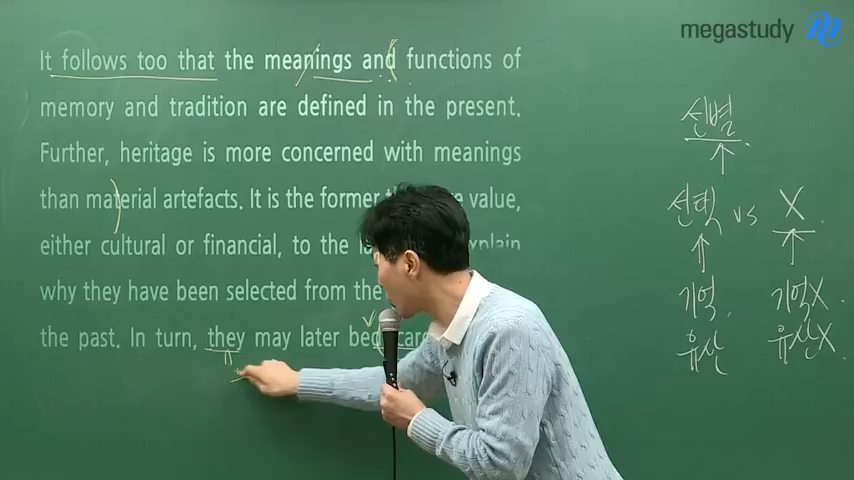 megastudy
It follows too that the meanings and functions of
memory and tradition are defined in the present.
Further, heritage is more concerned with meanings
than material artefacts. It is the former value,
either cultural or financial, to the explain
why they have been selected from the
the past. In turn, they may later
선별
선택 vs X
기억 기억X
유산 유산X